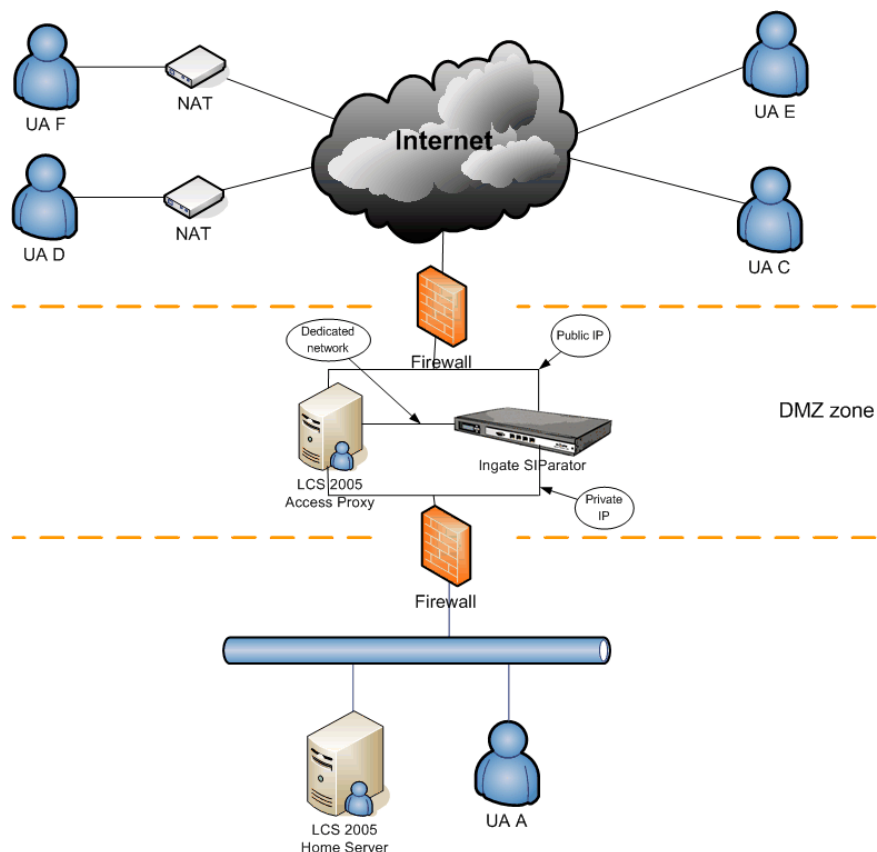 UA F
NAT
Internet
UA E
UA D
NAT
UA C
Dedicated
network
Firewall
Public IP
DMZ zone
LCS 2005
Access Proxy
Ingate SIParator
Private
IP
Firewall
LCS 2005
Home Server
UA A